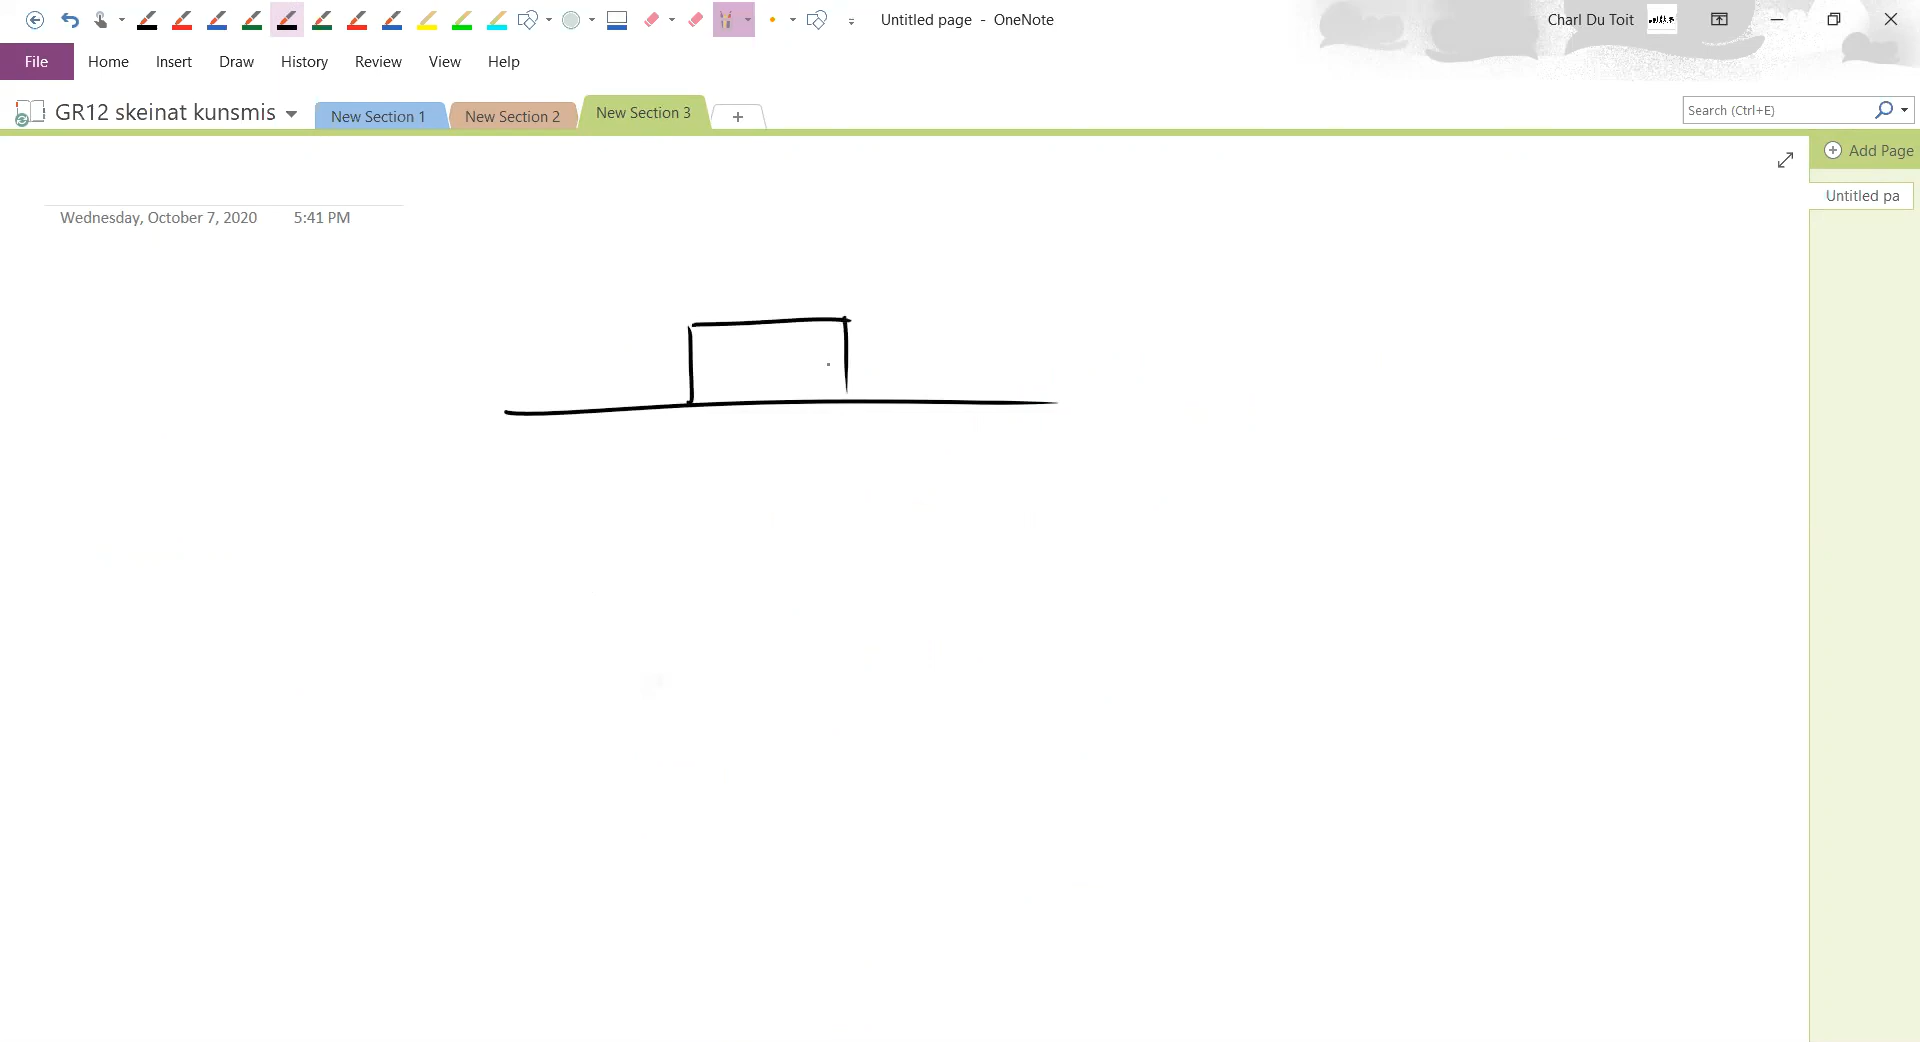 Untitled page - OneNote
Charl Du Toit
File Home Insert Draw History Review View Help
GR12 skeinat kunsmis
New Section 1
New Section 2
New Section 3
Search (Ctrl+E)
Add Page
Wednesday, October 7, 2020 5:41 PM
Untitled pa